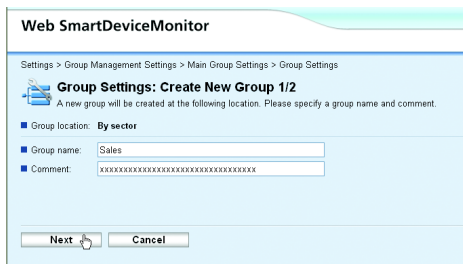 Web SmartDeviceMonitor
Settings > Group Management Settings > Main Group Settings > Group Settings
Group Settings: Create New Group 1/2
A new group will be created at the following location. Please specify a group name and comment.
Group location: By sector
Group name: Sales
Comment: xxxxxxxxxxxxxxxxxxxxxxxxxxxxxxxxx
Next Cancel